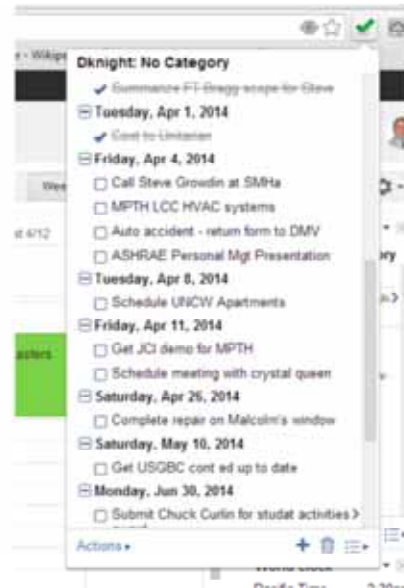 - Wikipe
Dknight: No Category
Summarize FT Bragg scope for Steve
Tuesday, Apr 1, 2014
Cost to Unitarian
Friday, Apr 4, 2014
Call Steve Growdin at SMHa
Wee
MPTH LCC HVAC systems
st 4/12
Auto accident - return form to DMV
ASHRAE Personal Mgt Presentation
Tuesday, Apr 8, 2014
Schedule UNCW Apartments
Friday, Apr 11, 2014
Get JCI demo for MPTH
asters
Schedule meeting with crystal queen
Saturday, Apr 26, 2014
Complete repair on Malcolm's window
Saturday, May 10, 2014
Get USGBC cont ed up to date
Monday, Jun 30, 2014
Submit Chuck Curlin for studat activities >
Actions
World Clock
Pacific Time